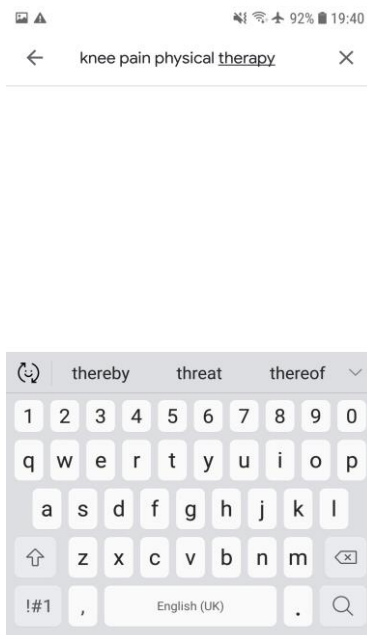 92% 19:40
knee pain physical therapy
thereby threat thereof
1 2 3 4 5 6 7 8 9 0
q w e r t y u i o p
a s d f g h j k l
z x c v b n m
!#1 , English (UK) .